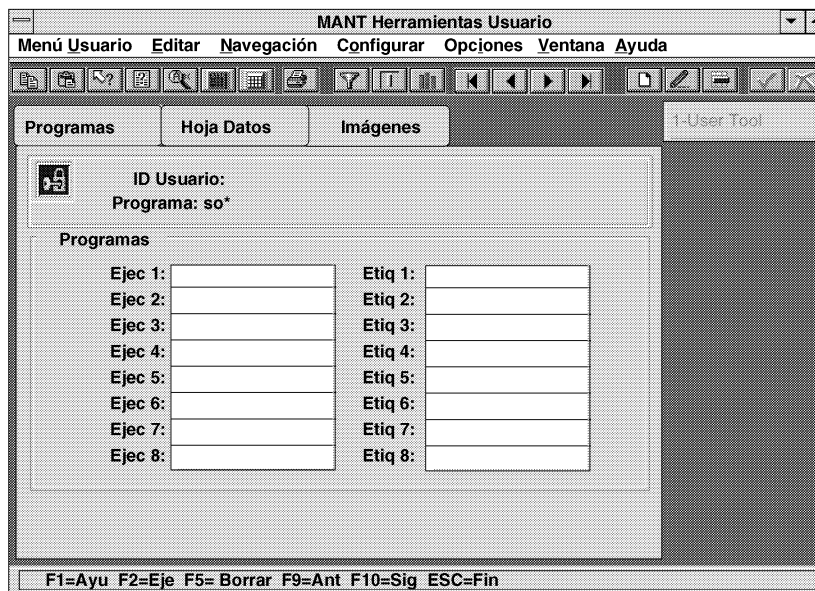 MANT Herramientas Usuario
Menú Usuario Editar Navegación Configurar Opciones Ventana Ayuda
Programas Hoja Datos Imágenes
1-User Tool
ID Usuario:
Programa: so*
Programas
Ejec 1: Etiq 1:
Ejec 2: Etiq 2:
Ejec 3: Etiq 3:
Ejec 4: Etiq 4:
Ejec 5: Etiq 5:
Ejec 6: Etiq 6:
Ejec 7: Etiq 7:
Ejec 8: Etiq 8:
F1=Ayu F2=Eje F5= Borrar F9=Ant F10=Sig ESC=Fin